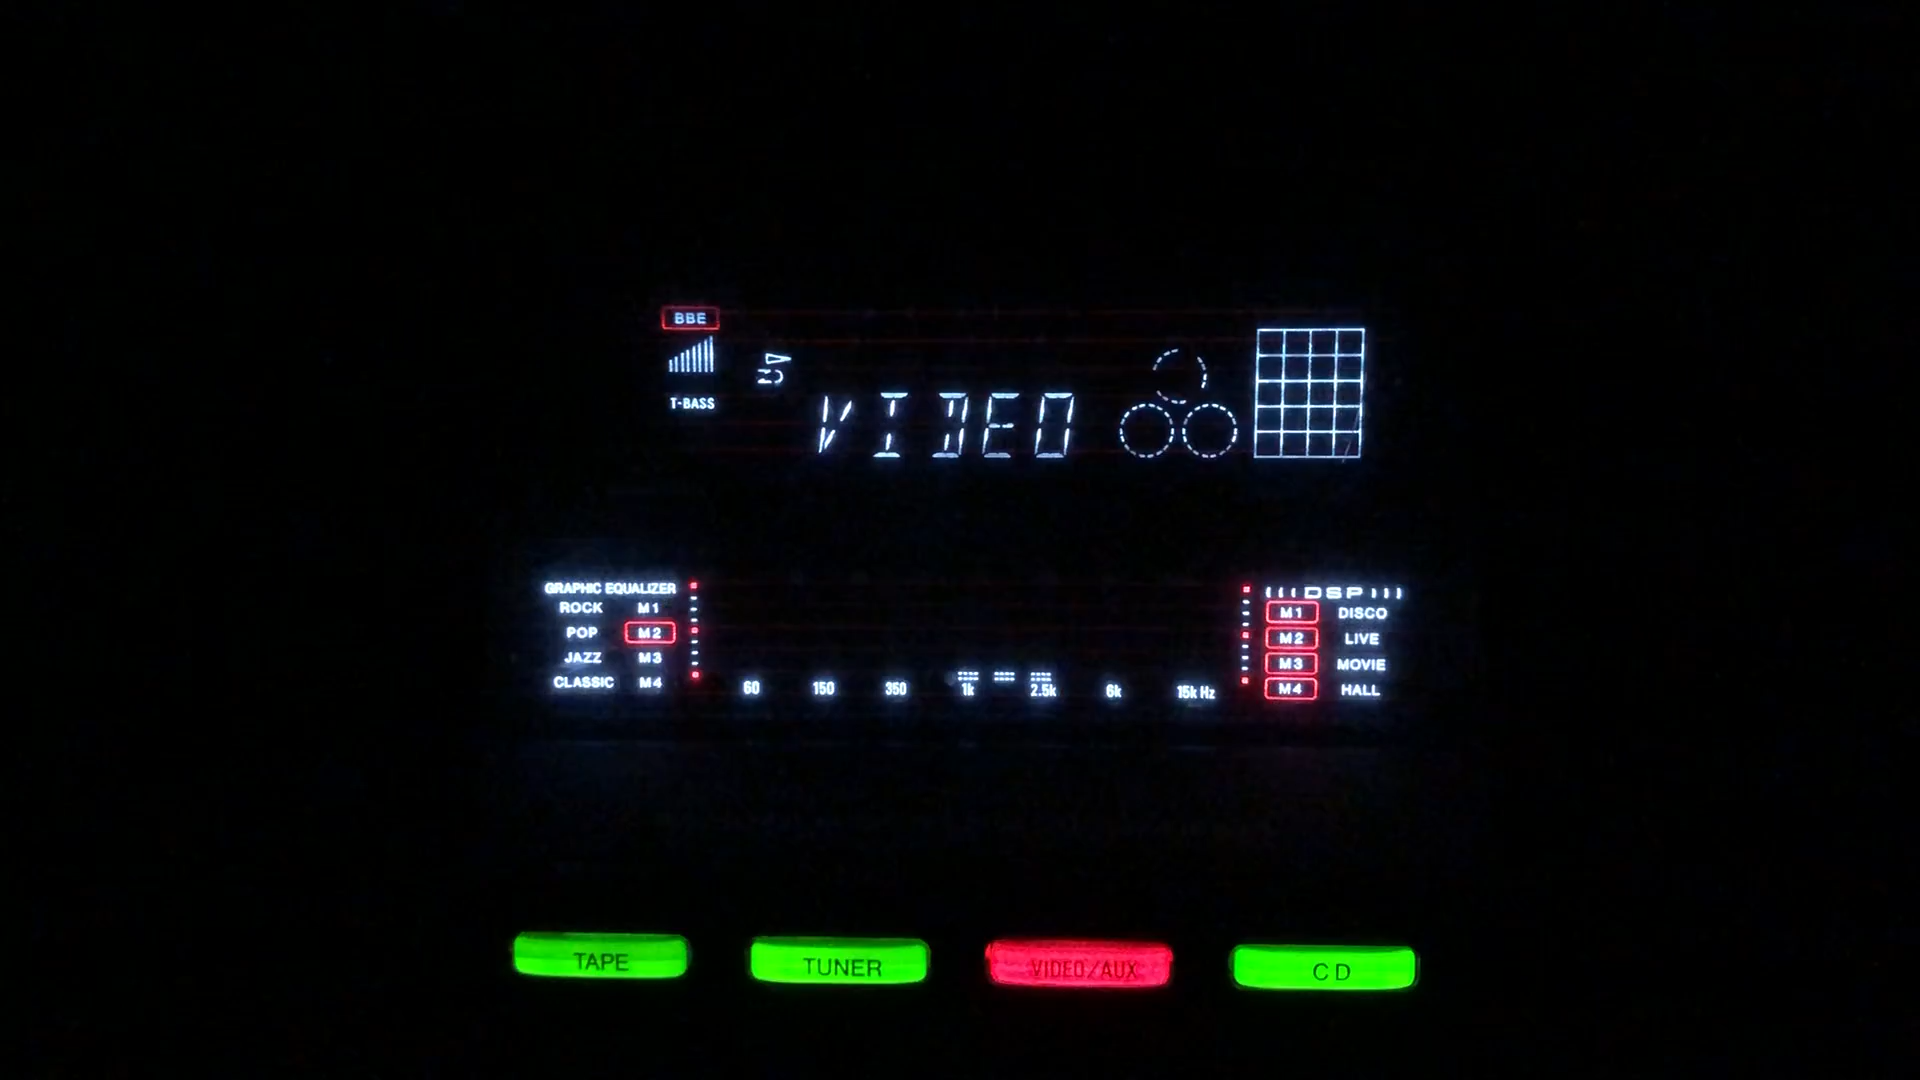 BBE
T-BASS
VIDEO
GRAPHIC EQUALIZER
ROCK M1
POP M2
JAZZ M3
CLASSIC M4
60 150 350 1k 2.5k 6k 15k Hz
DSP
M1 DISCO
M2 LIVE
M3 MOVIE
M4 HALL
TAPE TUNER VIDEO/AUX CD